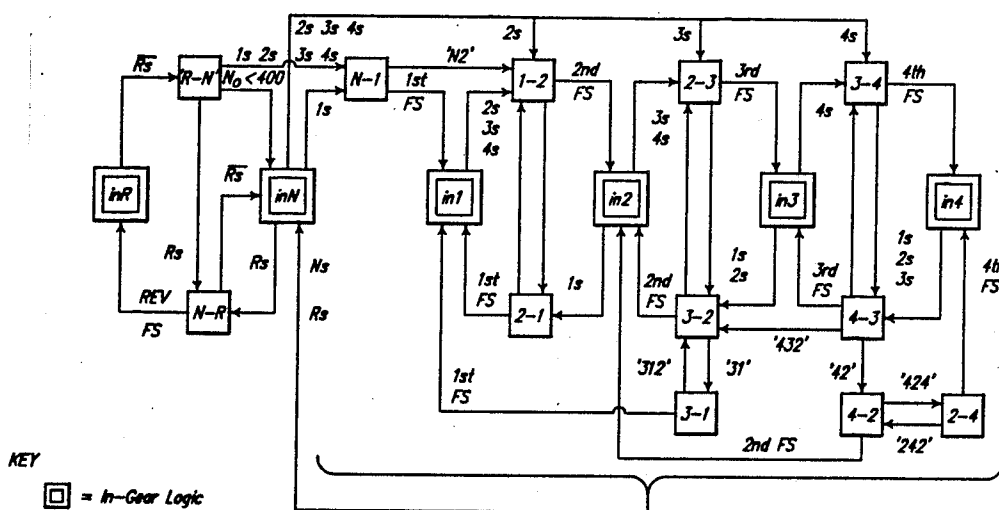 2s 3s 4s
2s
3s
4s
R̅s̅
'R-N'
1s 2s 3s 4s
N₀ < 400
N-1
'N2'
1-2
2nd
FS
2-3
3rd
FS
3-4
4th
FS
1st
FS
1s
2s
3s
4s
3s
4s
4s
inR
R̅s̅
inN
in1
in2
in3
in4
Rs
Rs
Ns
Rs
REV
FS
N-R
1st
FS
2-1
1s
2nd
FS
3-2
1s
2s
3rd
FS
4-3
1s
2s
3s
4th
FS
'432'
'312'
'31'
'42'
'424'
1st
FS
3-1
4-2
2-4
2nd FS
'242'
KEY
= In-Gear Logic